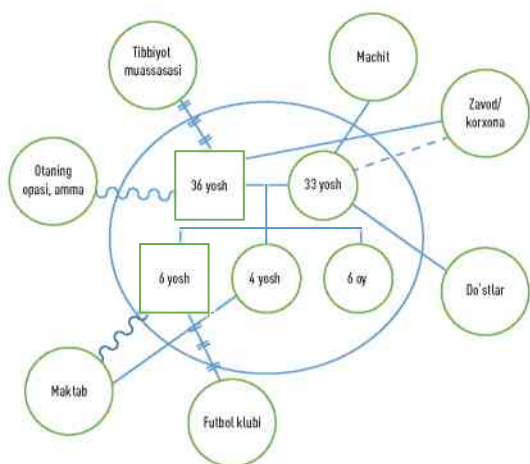 Tibbiyot
muassasasi
Machit
Zavod/
korxona
Otaning
opasi, amma
36 yosh
33 yosh
6 yosh
4 yosh
6 oy
Do'stlar
Maktab
Futbol klubi